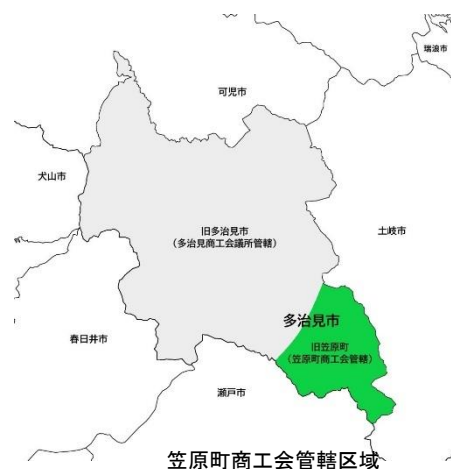 瑞浪市
可児市
犬山市
旧多治見市
(多治見商工会議所管轄)
土岐市
多治見市
春日井市
旧笠原町
(笠原町商工会管轄)
瀬戸市
笠原町商工会管轄区域